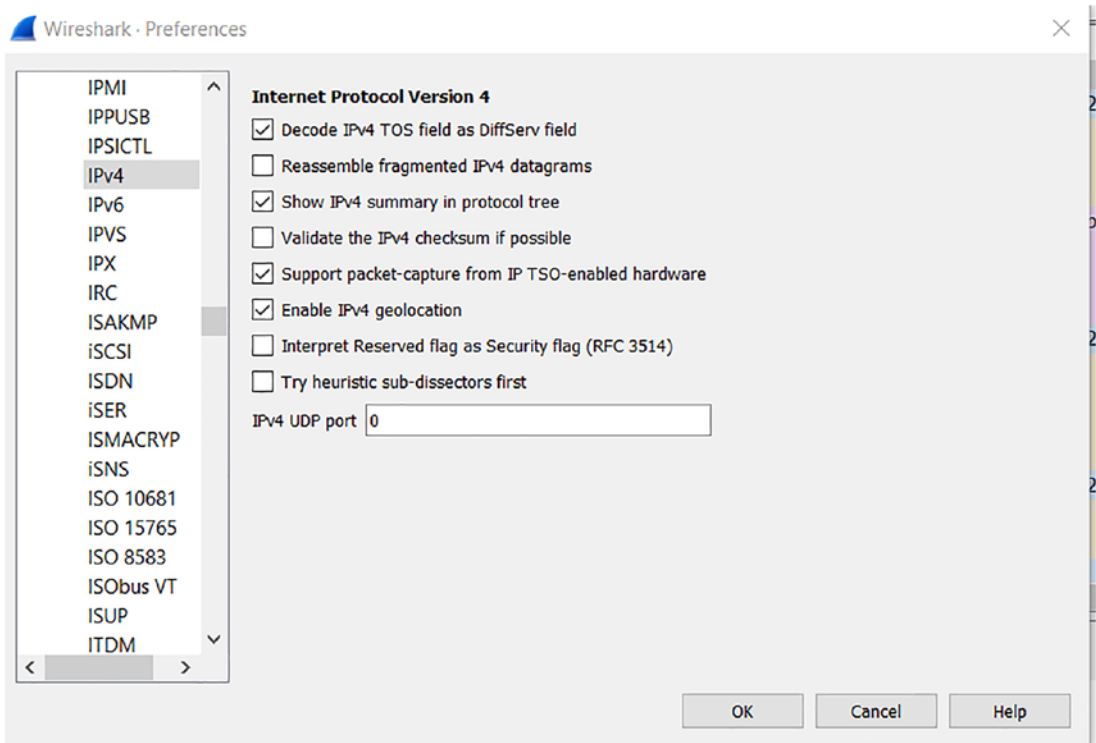 Wireshark · Preferences
IPMI
IPPUSB
IPSICTL
IPv4
IPv6
IPVS
IPX
IRC
ISAKMP
iSCSI
ISDN
iSER
ISMACRYP
iSNS
ISO 10681
ISO 15765
ISO 8583
ISObus VT
ISUP
ITDM
Internet Protocol Version 4
Decode IPv4 TOS field as DiffServ field
Reassemble fragmented IPv4 datagrams
Show IPv4 summary in protocol tree
Validate the IPv4 checksum if possible
Support packet-capture from IP TSO-enabled hardware
Enable IPv4 geolocation
Interpret Reserved flag as Security flag (RFC 3514)
Try heuristic sub-dissectors first
IPv4 UDP port 0
OK Cancel Help